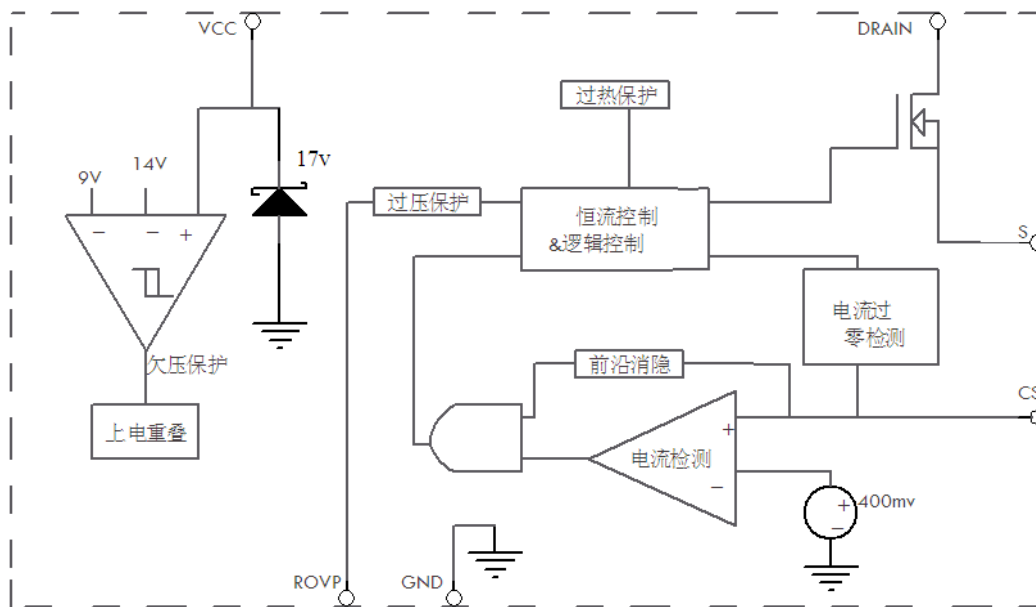 VCC
DRAIN
过热保护
17v
14V
9V
过压保护
恒流控制
&逻辑控制
S
− − +
电流过
零检测
欠压保护
前沿消隐
CS
上电重叠
+
电流检测
−
+
400mv
−
ROVP
GND